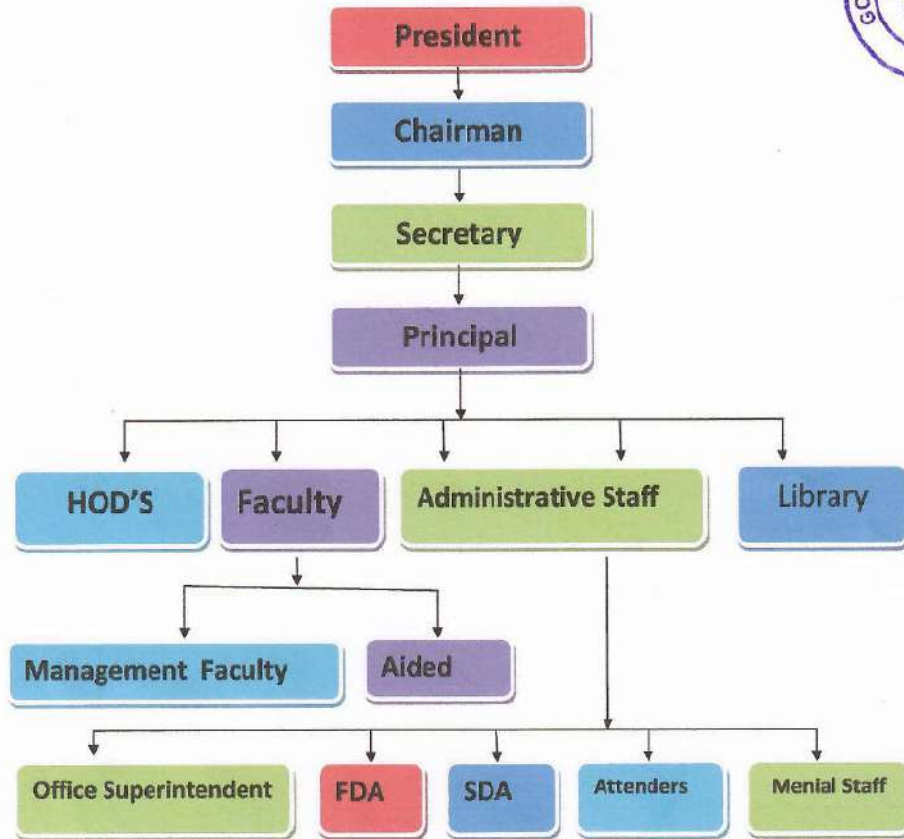 President
GO
Chairman
Secretary
Principal
HOD'S
Faculty
Administrative Staff
Library
Management Faculty
Aided
Office Superintendent
FDA
SDA
Attenders
Menial Staff